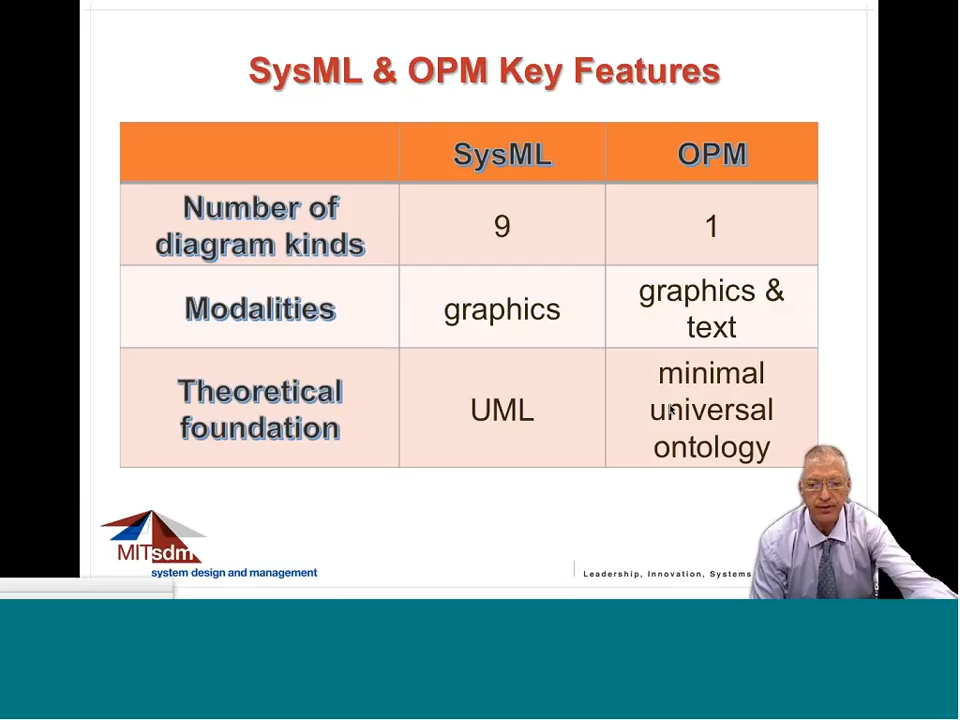 SysML & OPM Key Features
SysML OPM
Number of
diagram kinds
9
1
Modalities
graphics
graphics &
text
Theoretical
foundation
UML
minimal
universal
ontology
MITsdm
system design and management
Leadership, Innovation, Systems